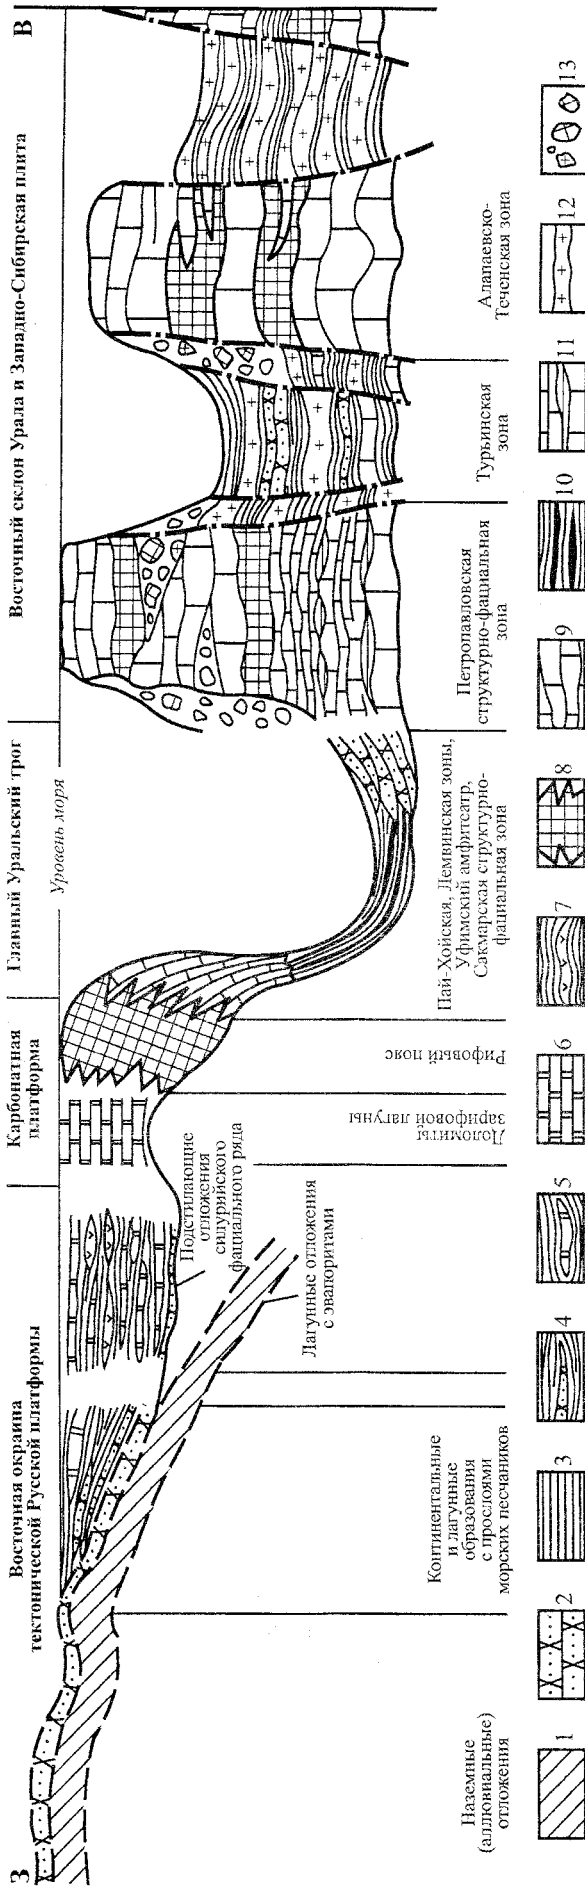 З
В
Восточная окраина
тектонической Русской платформы
Карбонатная
платформа
Главный Уральский трог
Восточный склон Урала и Западно-Сибирская плита
Уровень моря
Подстилающие
отложения
силурийского
фациального ряда
Лагунные отложения
с эвапоритами
Наземные
(аллювиальные)
отложения
Континентальные
и лагунные
образования
с прослоями
морских песчаников
Доломиты
зарифовой лагуны
Рифовый пояс
Пай-Хойская, Лемвинская зоны,
Уфимский амфитеатр,
Сакмарская структурно-
фациальная зона
Петропавловская
структурно-фациальная
зона
Турьинская
зона
Алапаевско-
Теченская зона
1
2
3
4
5
6
7
8
9
10
11
12
13